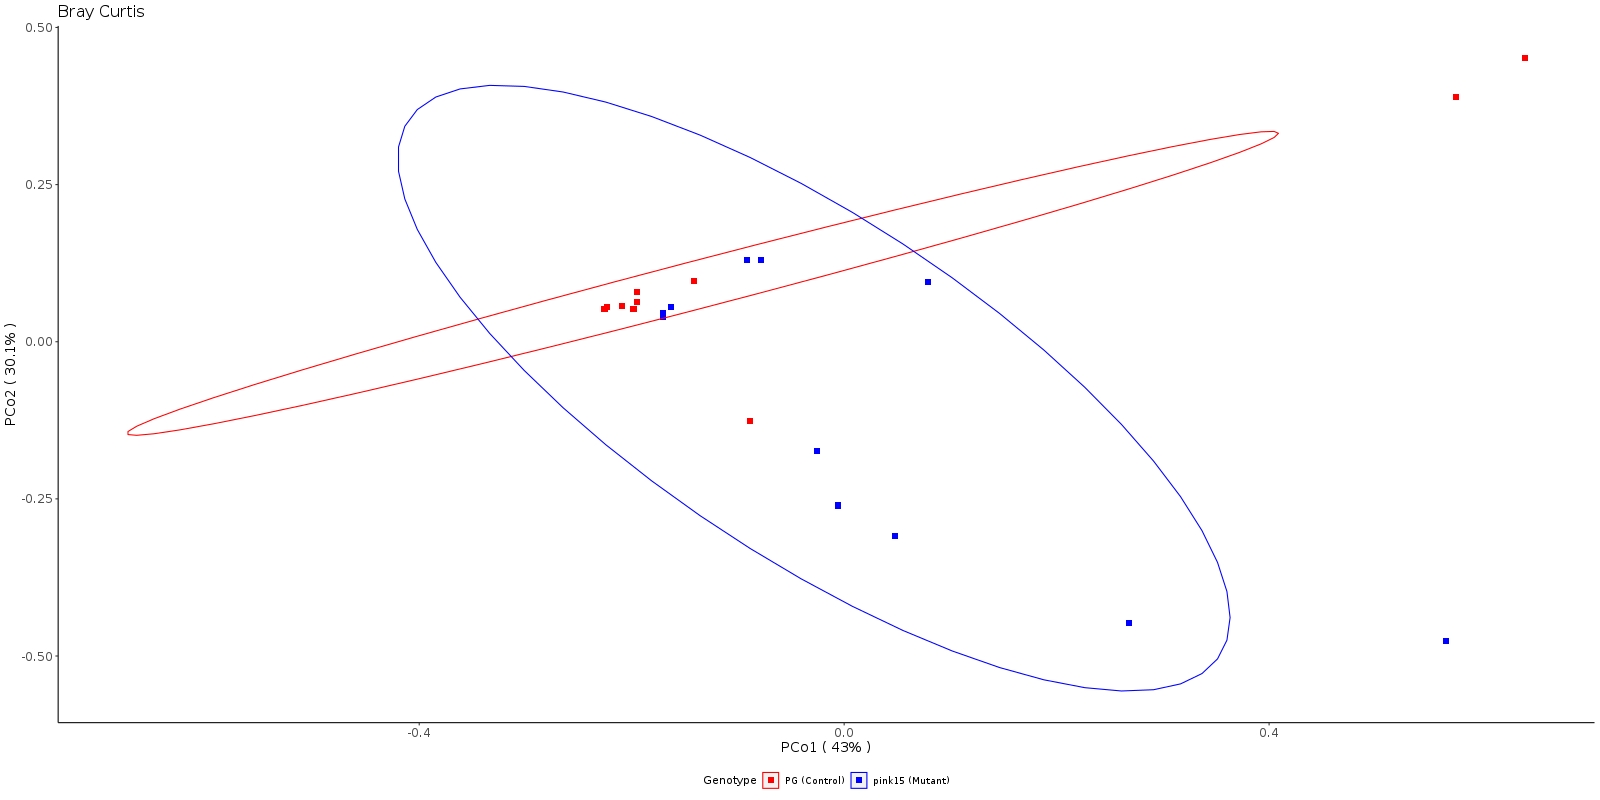 Bray Curtis
0.50
0.25
0.00
-0.25
-0.50
PCo2 ( 30.1% )
-0.4
0.0
0.4
PCo1 ( 43% )
Genotype PG (Control) pink15 (Mutant)